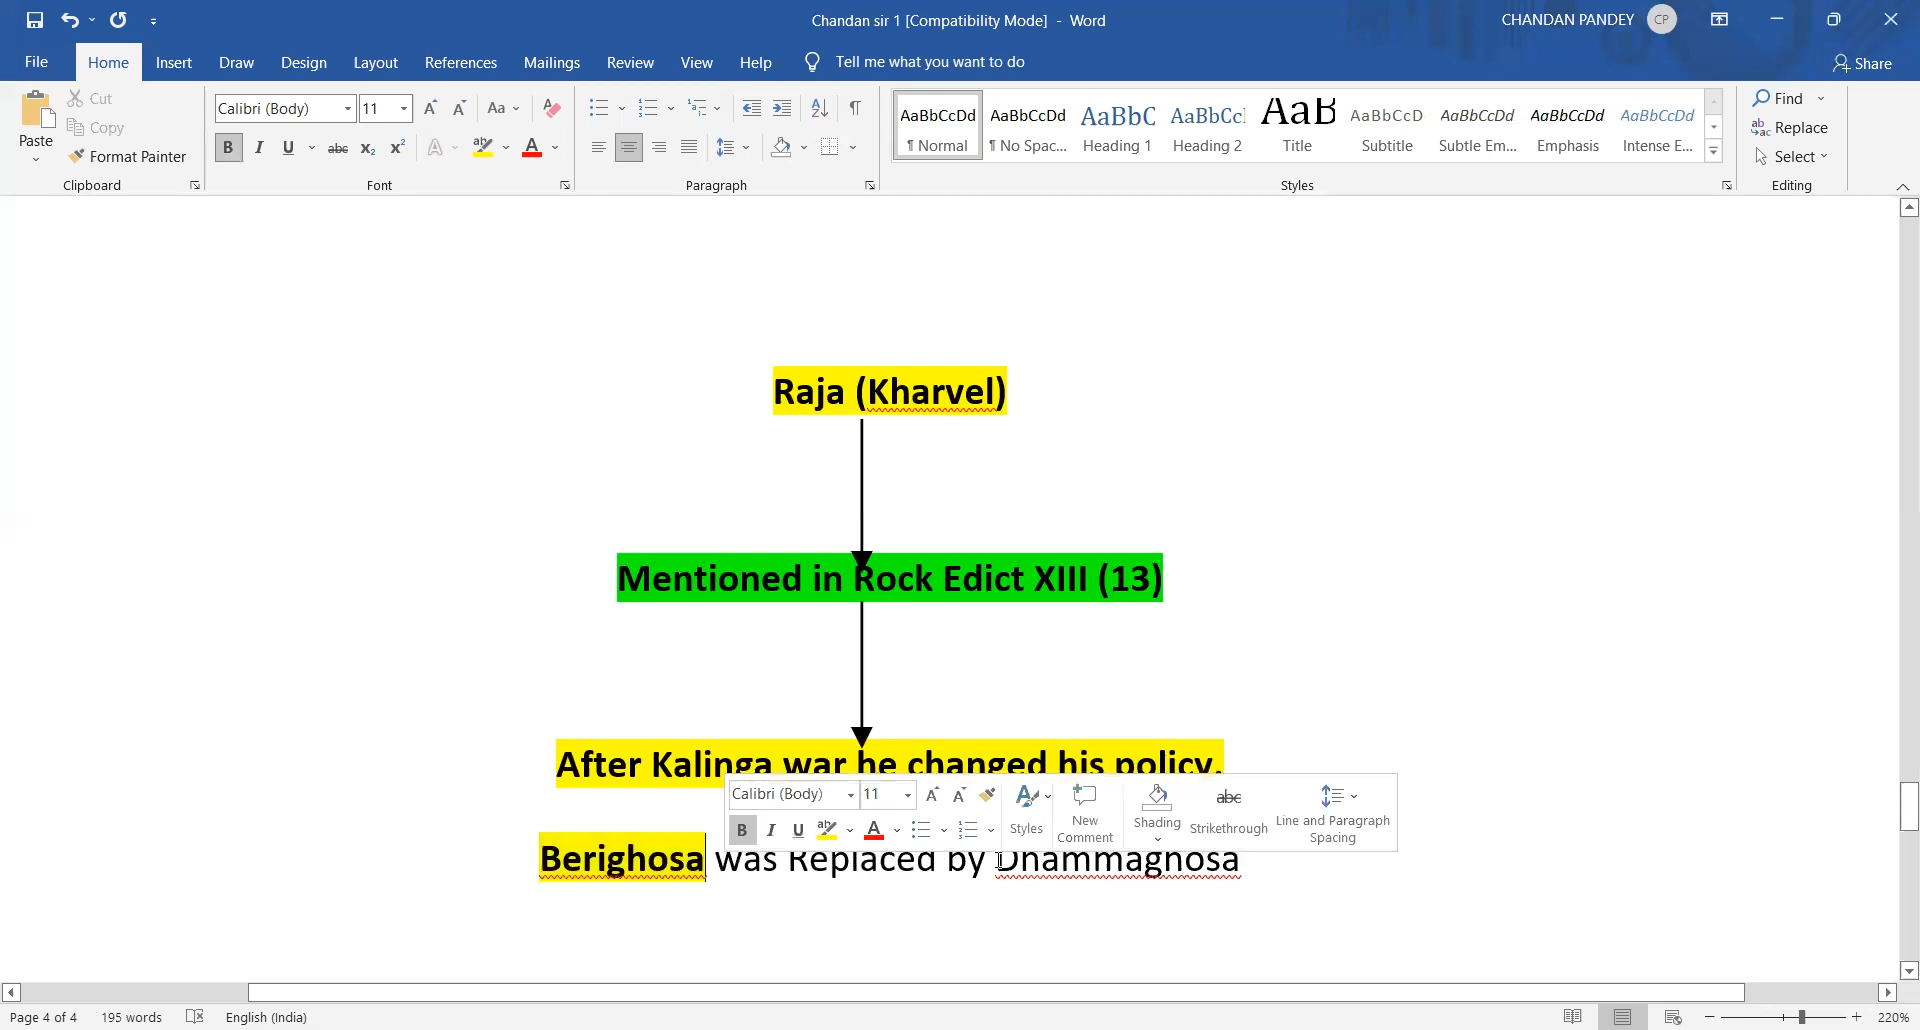 Chandan sir 1 [Compatibility Mode] - Word
CHANDAN PANDEY CP
File Home Insert Draw Design Layout References Mailings Review View Help Tell me what you want to do Share
Paste
Cut
Copy
Format Painter
Clipboard
Calibri (Body) 11
Font
Paragraph
AaBbCcDd AaBbCcDd AaBbC AaBbCc AaB AaBbCcD AaBbCcDd AaBbCcDd AaBbCcDd
¶ Normal ¶ No Spac... Heading 1 Heading 2 Title Subtitle Subtle Em... Emphasis Intense E...
Styles
Find
Replace
Select
Editing
Raja (Kharvel)
Mentioned in Rock Edict XIII (13)
After Kalinga war he changed his policy.
Calibri (Body) 11
Styles
New Comment
Shading
Strikethrough
Line and Paragraph Spacing
Berighosa was Replaced by Dhammaghosa
Page 4 of 4 195 words English (India) 220%